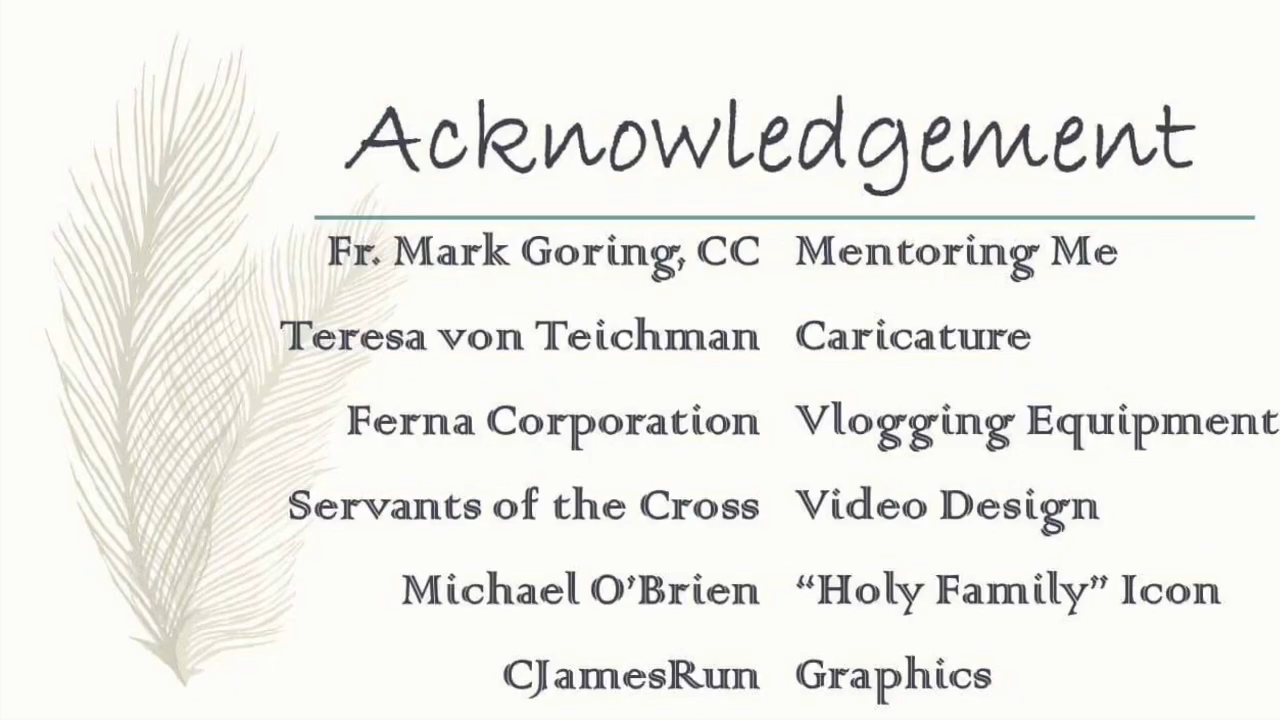 Acknowledgement
Fr. Mark Goring, CC Mentoring Me
Teresa von Teichman Caricature
Ferna Corporation Vlogging Equipment
Servants of the Cross Video Design
Michael O’Brien “Holy Family” Icon
CJamesRun Graphics